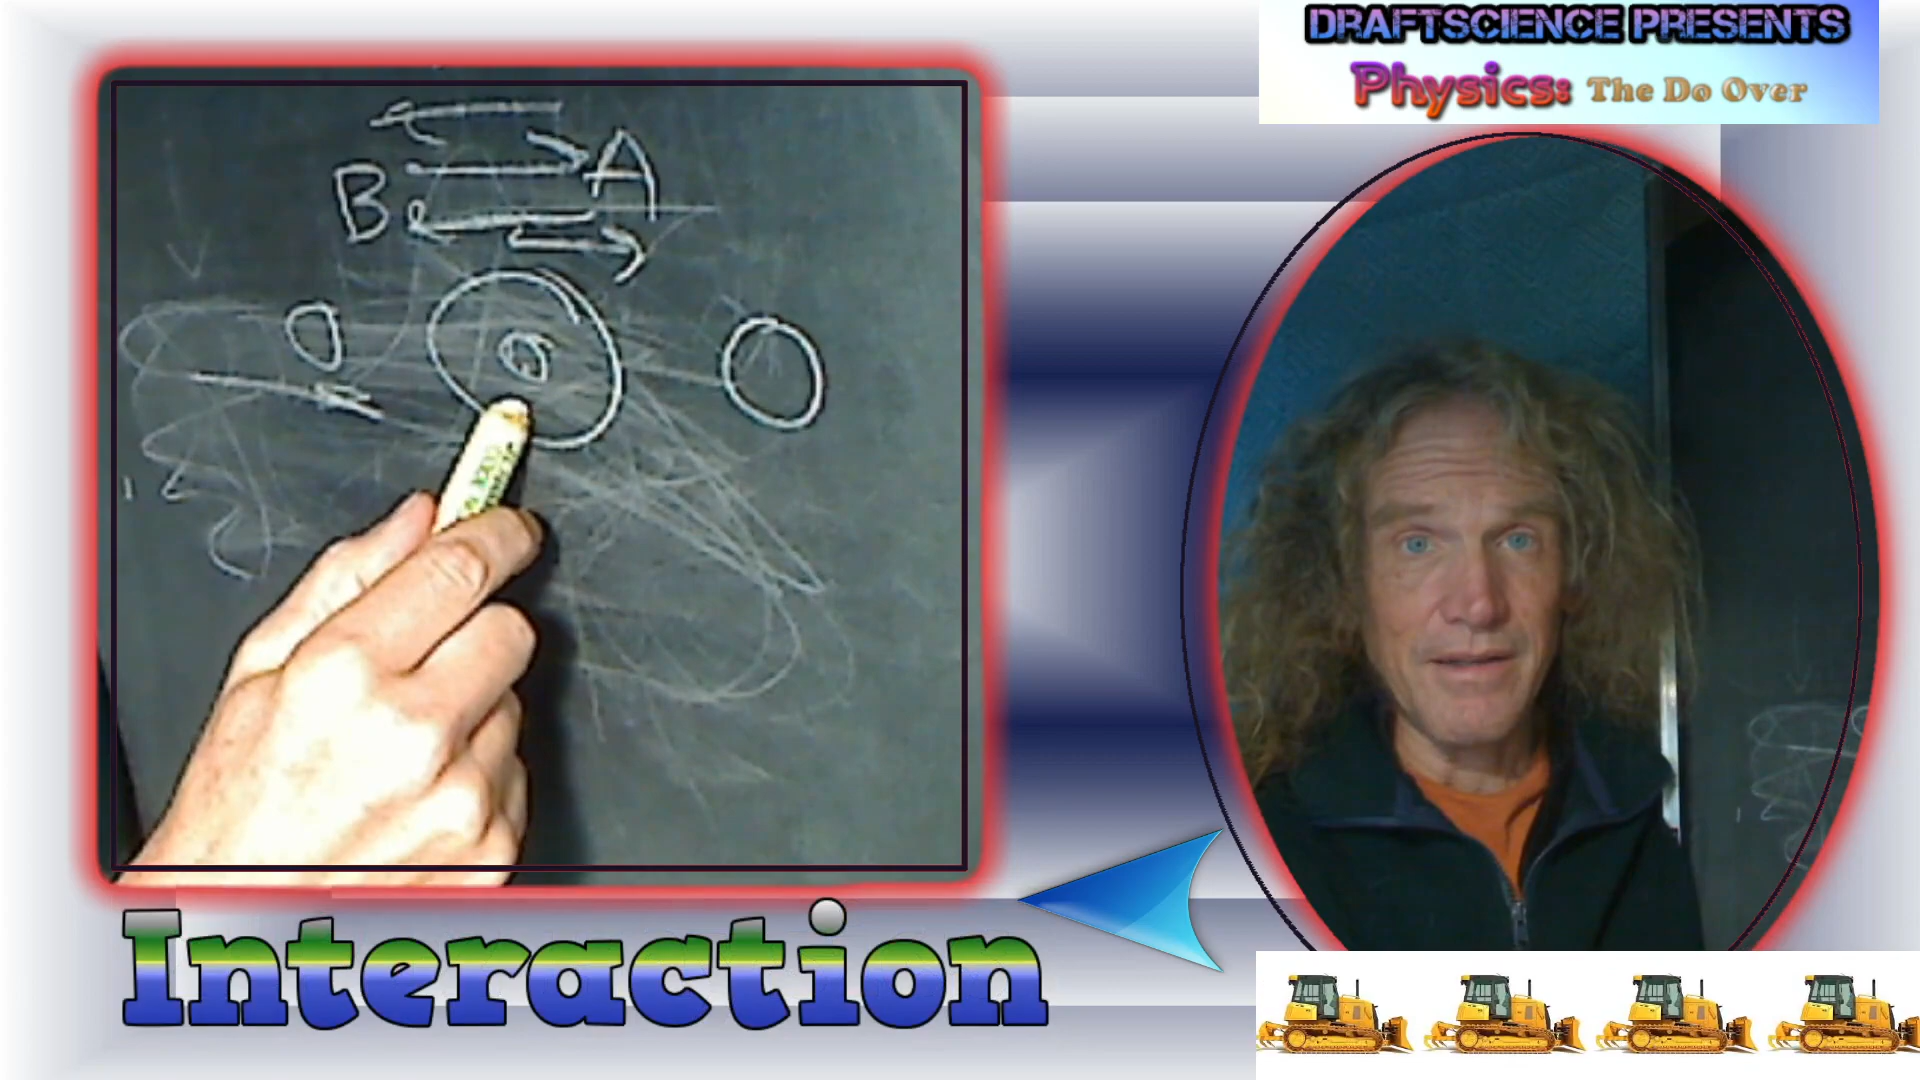 DRAFTSCIENCE PRESENTS
Physics: The Do Over
A
B
Interaction